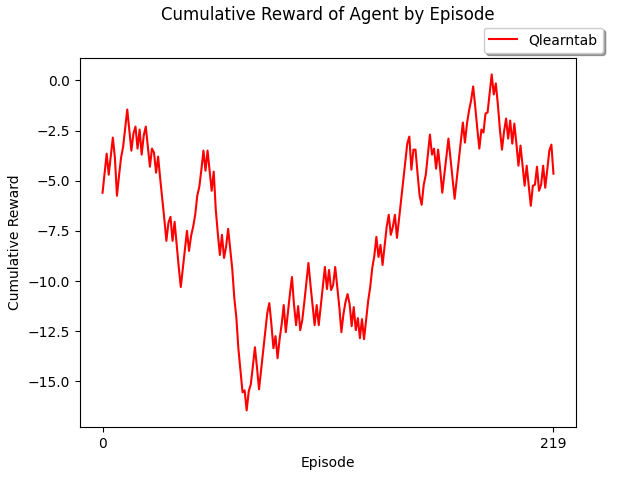 Cumulative Reward of Agent by Episode
Qlearntab
0.0
−2.5
−5.0
−7.5
−10.0
−12.5
−15.0
Cumulative Reward
0
219
Episode